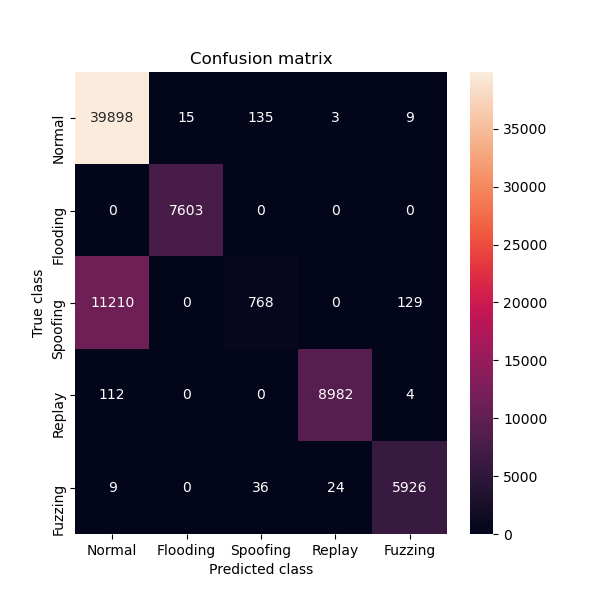 Confusion matrix
Normal 39898 15 135 3 9
Flooding 0 7603 0 0 0
Spoofing 11210 0 768 0 129
Replay 112 0 0 8982 4
Fuzzing 9 0 36 24 5926
Normal Flooding Spoofing Replay Fuzzing
Predicted class
True class
35000
30000
25000
20000
15000
10000
5000
0